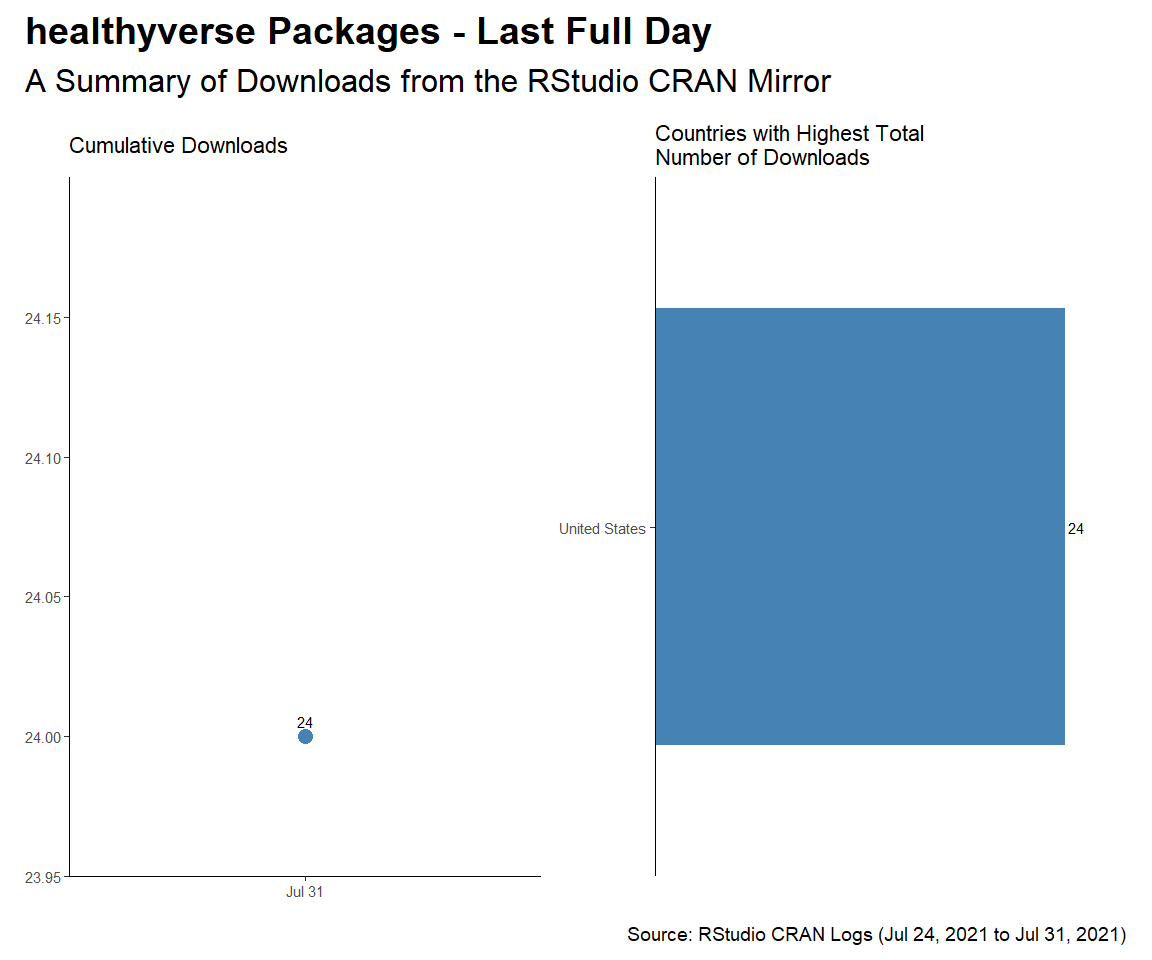 healthyverse Packages - Last Full Day
A Summary of Downloads from the RStudio CRAN Mirror
Cumulative Downloads
24.15
24.10
24.05
24.00
23.95
24
Jul 31
Countries with Highest Total
Number of Downloads
United States
24
Source: RStudio CRAN Logs (Jul 24, 2021 to Jul 31, 2021)